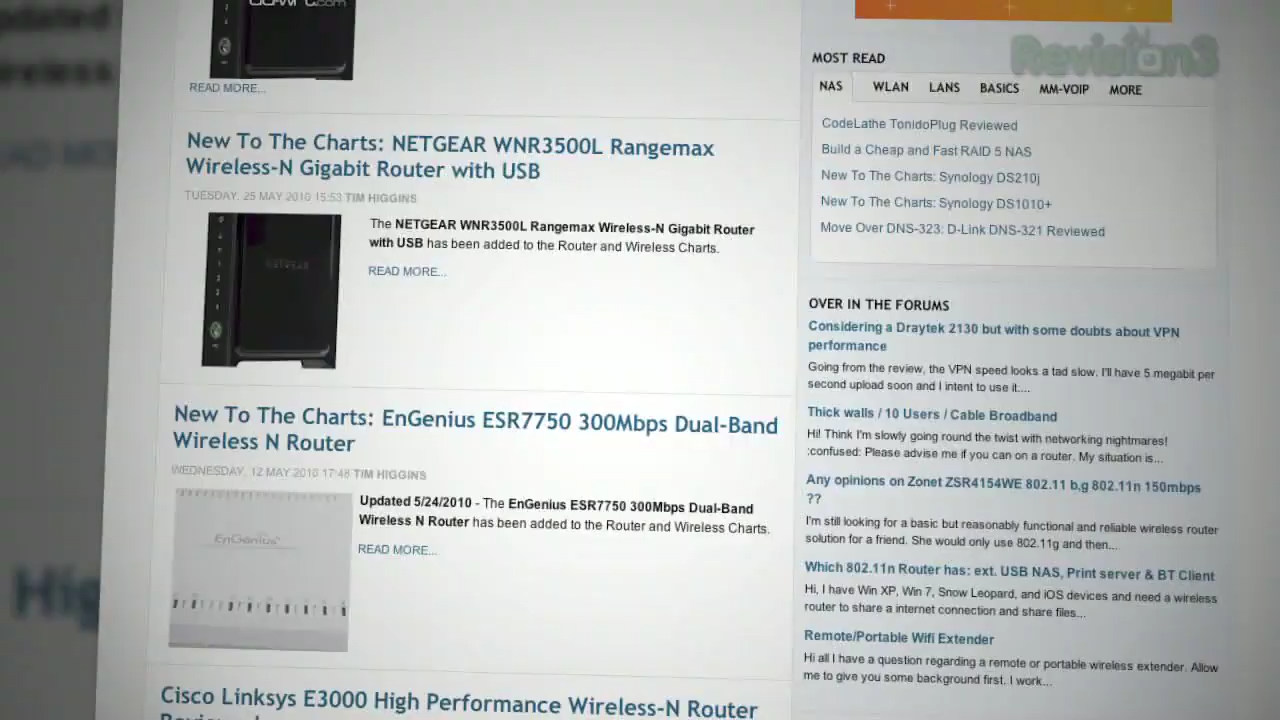 READ MORE...
New To The Charts: NETGEAR WNR3500L Rangemax
Wireless-N Gigabit Router with USB
TUESDAY, 25 MAY 2010 15:53 TIM HIGGINS
NETGEAR
The NETGEAR WNR3500L Rangemax Wireless-N Gigabit Router
with USB has been added to the Router and Wireless Charts.
READ MORE...
New To The Charts: EnGenius ESR7750 300Mbps Dual-Band
Wireless N Router
WEDNESDAY, 12 MAY 2010 17:48 TIM HIGGINS
EnGenius
Updated 5/24/2010 - The EnGenius ESR7750 300Mbps Dual-Band
Wireless N Router has been added to the Router and Wireless Charts.
READ MORE...
Cisco Linksys E3000 High Performance Wireless-N Router
Revision3
MOST READ
NAS WLAN LANS BASICS MM-VOIP MORE
CodeLathe TonidoPlug Reviewed
Build a Cheap and Fast RAID 5 NAS
New To The Charts: Synology DS210j
New To The Charts: Synology DS1010+
Move Over DNS-323: D-Link DNS-321 Reviewed
OVER IN THE FORUMS
Considering a Draytek 2130 but with some doubts about VPN
performance
Going from the review, the VPN speed looks a tad slow. I'll have 5 megabit per
second upload soon and I intend to use it....
Thick walls / 10 Users / Cable Broadband
Hi! Think I'm slowly going round the twist with networking nightmares!
:confused: Please advise me if you can on a router. My situation is...
Any opinions on Zonet ZSR4154WE 802.11 b,g 802.11n 150mbps
??
I'm still looking for a basic but reasonably functional and reliable wireless router
solution for a friend. She would only use 802.11g and then....
Which 802.11n Router has: ext. USB NAS, Print server & BT Client
Hi, I have Win XP, Win 7, Snow Leopard, and iOS devices and need a wireless
router to share a internet connection and share files...
Remote/Portable Wifi Extender
Hi all I have a question regarding a remote or portable wireless extender. Allow
me to give you some background first. I work...